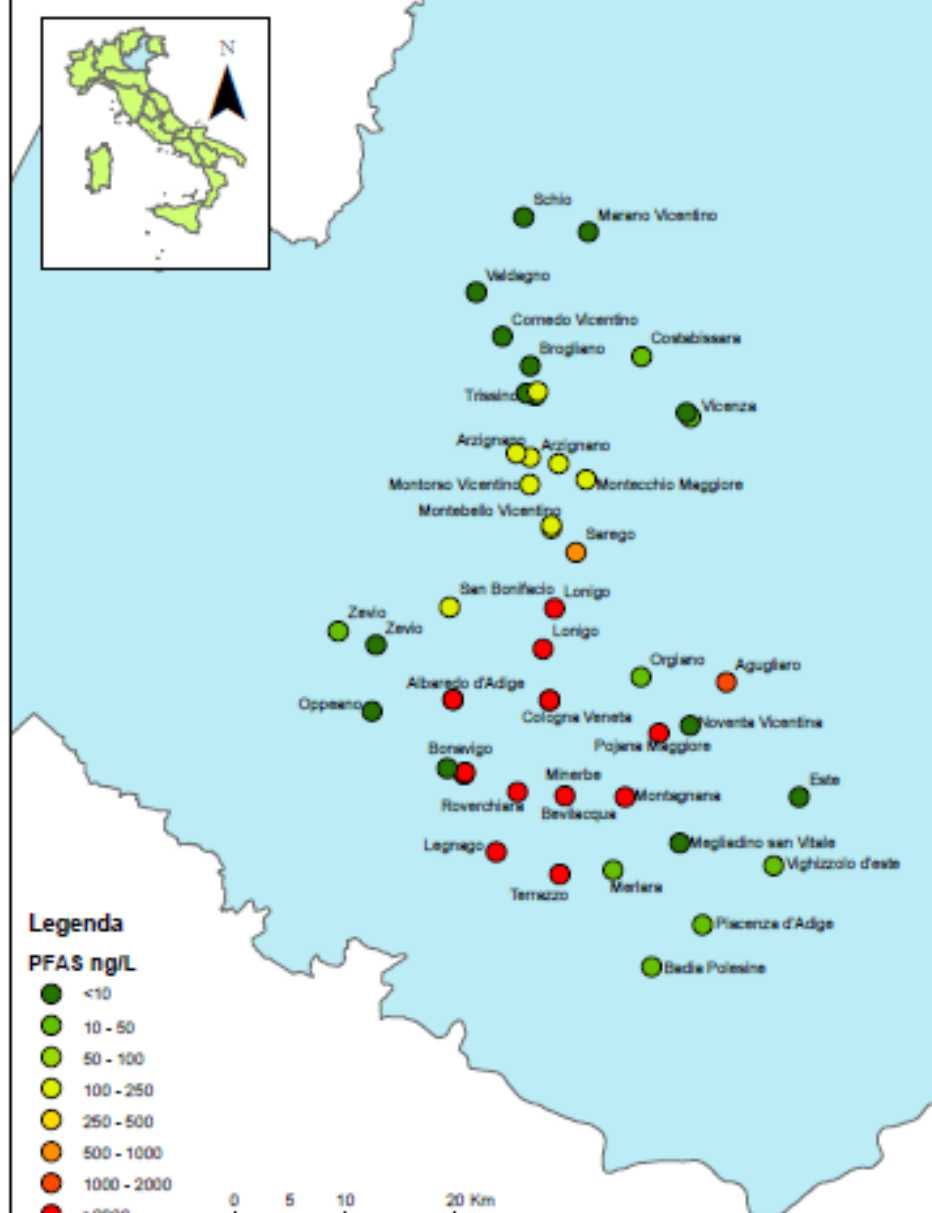 N
Schio
Marano Vicentino
Valdagno
Cornedo Vicentino
Costabissara
Brogliano
Trissino
Vicenza
Arzignano
Arzignano
Montorso Vicentino
Montecchio Maggiore
Montebello Vicentino
Sarego
San Bonifacio
Lonigo
Zevio
Zevio
Lonigo
Orgiano
Agugliaro
Albaredo d'Adige
Oppeano
Cologna Veneta
Noventa Vicentina
Pojana Maggiore
Bonavigo
Minerbe
Este
Roverchiara
Bevilacqua
Montagnana
Legnago
Megliadino san Vitale
Vighizzolo d'este
Terrazzo
Merlara
Piacenza d'Adige
Badia Polesine
Legenda
PFAS ng/L
<10
10 - 50
50 - 100
100 - 250
250 - 500
500 - 1000
1000 - 2000
0 5 10 20 Km